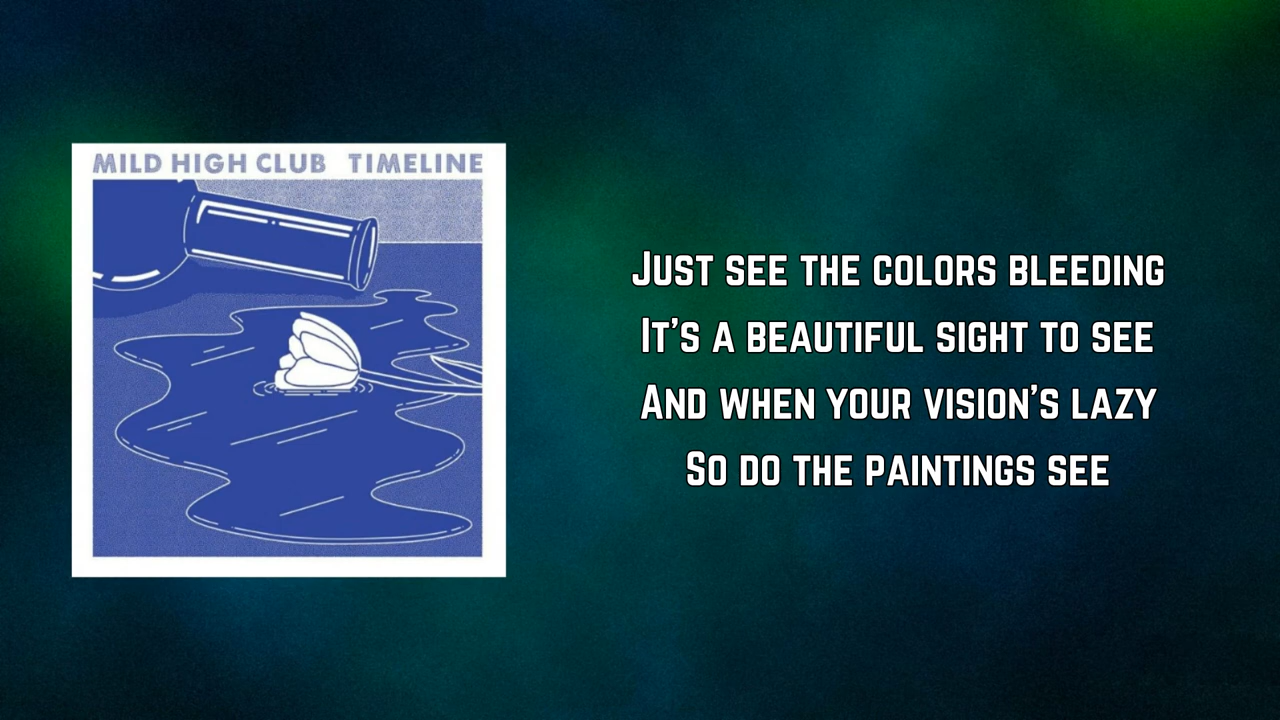 MILD HIGH CLUB TIMELINE
JUST SEE THE COLORS BLEEDING
IT'S A BEAUTIFUL SIGHT TO SEE
AND WHEN YOUR VISION'S LAZY
SO DO THE PAINTINGS SEE